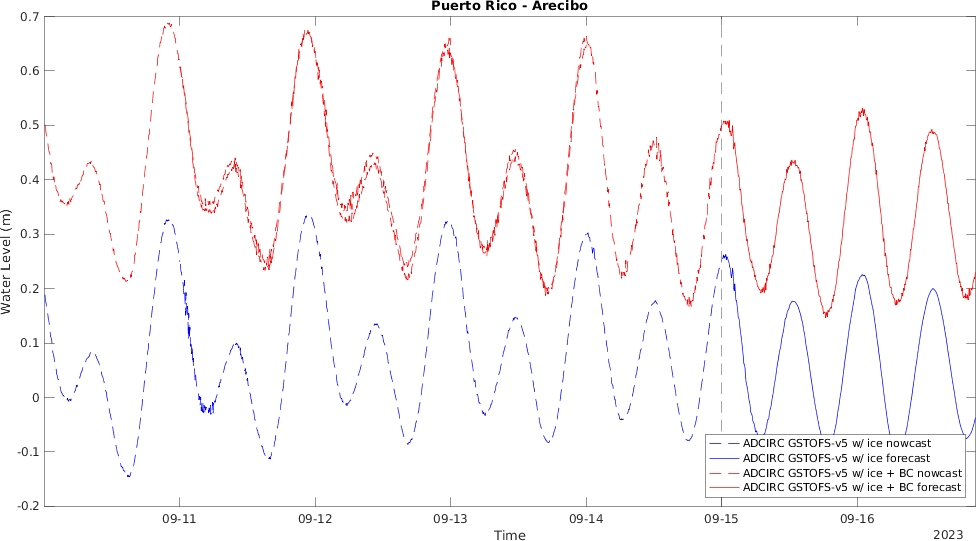 Puerto Rico - Arecibo
0.7
0.6
0.5
0.4
0.3
0.2
0.1
0
-0.1
-0.2
Water Level (m)
ADCIRC GSTOFS-v5 w/ ice nowcast
ADCIRC GSTOFS-v5 w/ ice forecast
ADCIRC GSTOFS-v5 w/ ice + BC nowcast
ADCIRC GSTOFS-v5 w/ ice + BC forecast
09-11 09-12 09-13 09-14 09-15 09-16
Time
2023